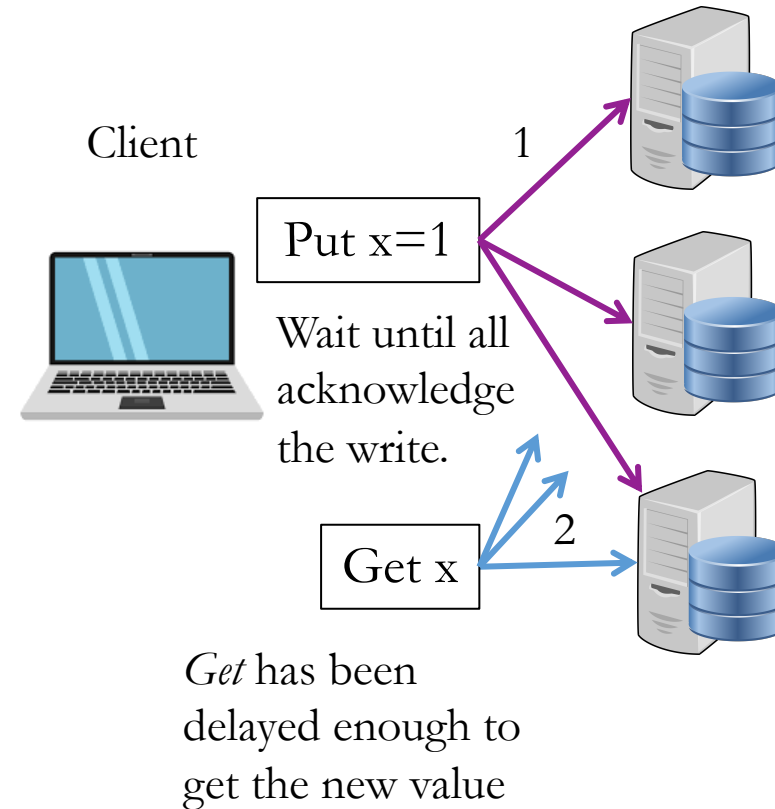 Client
1
Put x=1
Wait until all
acknowledge
the write.
2
Get x
Get has been
delayed enough to
get the new value